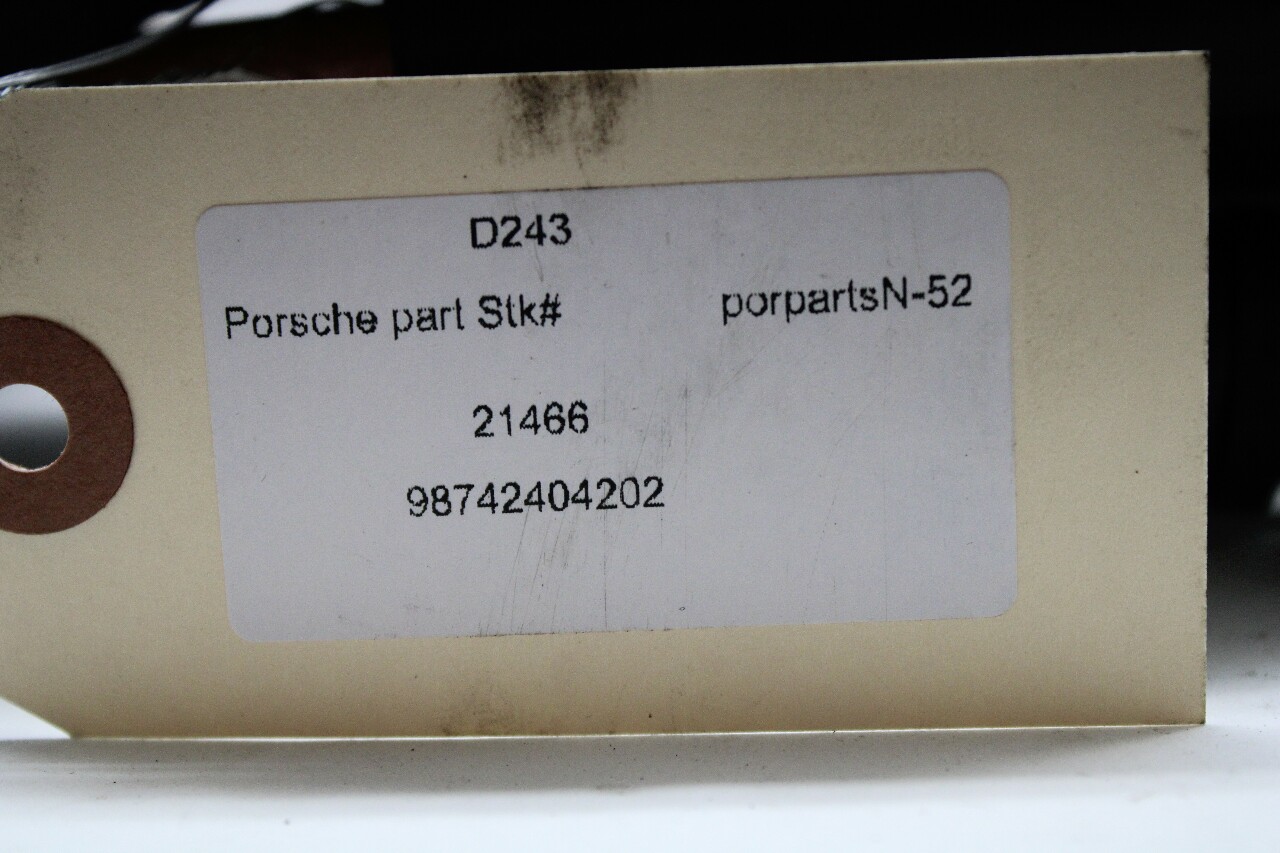 D243
Porsche part Stk# porpartsN-52
21466
98742404202